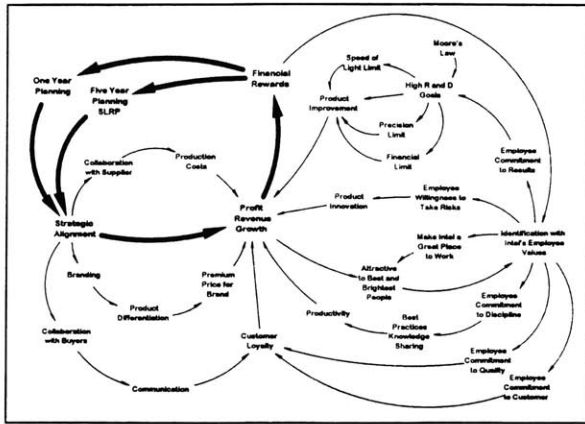 Moore's
Law
Speed of
Light Limit
Financial
Rewards
One Year
Planning
Five Year
Planning
SLRP
High R and D
Goals
Product
Improvement
Precision
Limit
Financial
Limit
Employee
Commitment
to Results
Collaboration
with Supplier
Production
Costs
Product
Innovation
Employee
Willingness to
Take Risks
Strategic
Alignment
Profit
Revenue
Growth
Make Intel a
Great Place
to Work
Identification with
Intel's Employee
Values
Branding
Premium
Price for
Brand
Attractive
to Best and
Brightest
People
Product
Differentiation
Productivity
Best
Practices
Knowledge
Sharing
Employee
Commitment
to Discipline
Collaboration
with Buyers
Customer
Loyalty
Employee
Commitment
to Quality
Communication
Employee
Commitment
to Customer